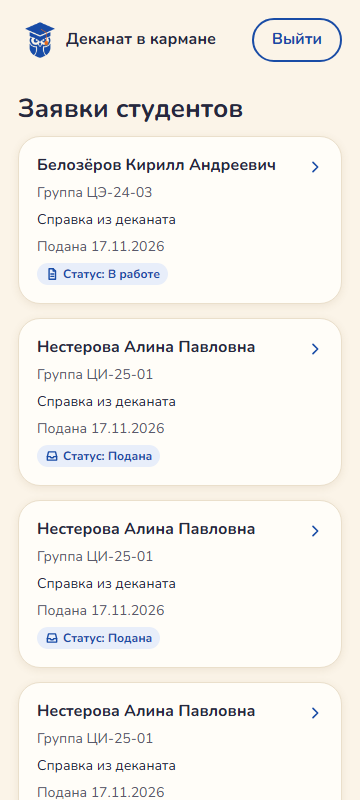 Деканат в кармане
Выйти
Заявки студентов
Белозёров Кирилл Андреевич
Группа ЦЭ-24-03
Справка из деканата
Подана 17.11.2026
Статус: В работе
Нестерова Алина Павловна
Группа ЦИ-25-01
Справка из деканата
Подана 17.11.2026
Статус: Подана
Нестерова Алина Павловна
Группа ЦИ-25-01
Справка из деканата
Подана 17.11.2026
Статус: Подана
Нестерова Алина Павловна
Группа ЦИ-25-01
Справка из деканата
Подана 17.11.2026